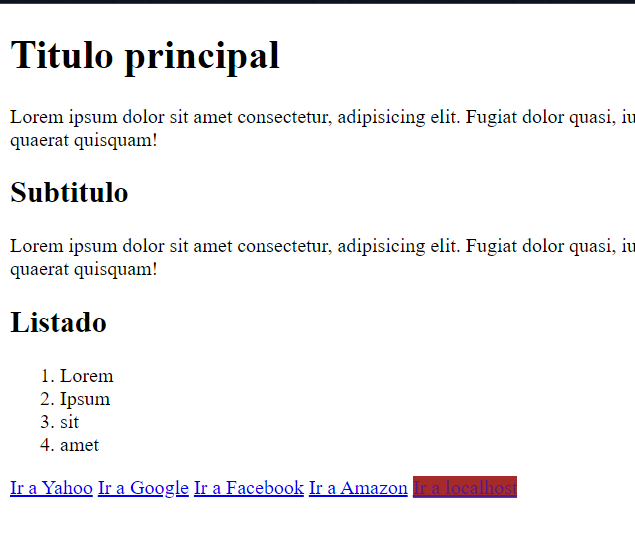 Titulo principal
Lorem ipsum dolor sit amet consectetur, adipisicing elit. Fugiat dolor quasi, iu
quaerat quisquam!
Subtitulo
Lorem ipsum dolor sit amet consectetur, adipisicing elit. Fugiat dolor quasi, iu
quaerat quisquam!
Listado
1. Lorem
2. Ipsum
3. sit
4. amet
Ir a Yahoo Ir a Google Ir a Facebook Ir a Amazon Ir a localhost